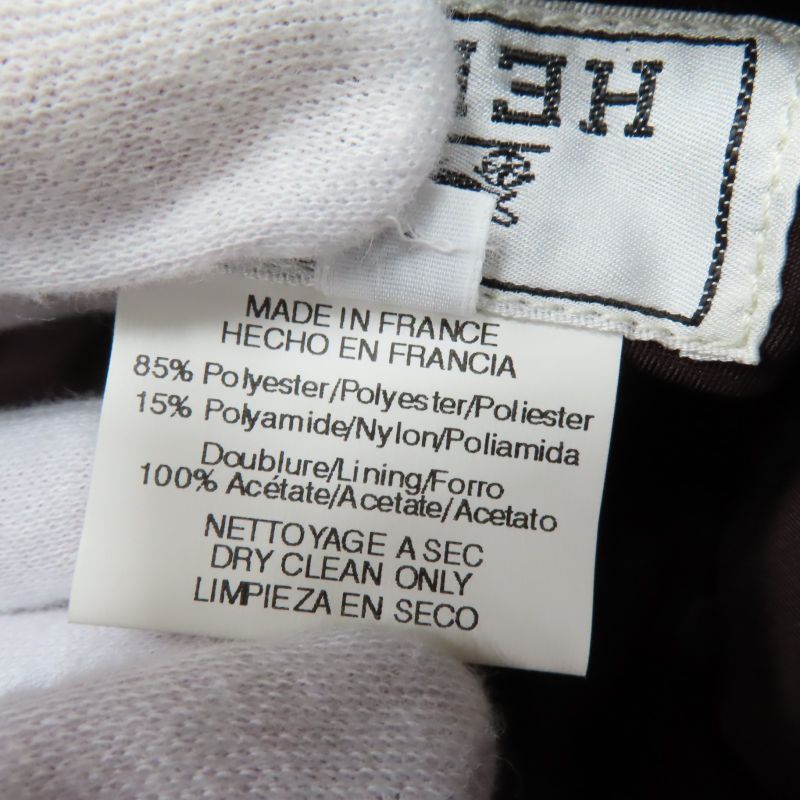 MADE IN FRANCE
HECHO EN FRANCIA
85% Polyester/Polyester/Poliester
15% Polyamide/Nylon/Poliamida
Doublure/Lining/Forro
100% Acétate/Acetate/Acetato
NETTOYAGE A SEC
DRY CLEAN ONLY
LIMPIEZA EN SECO